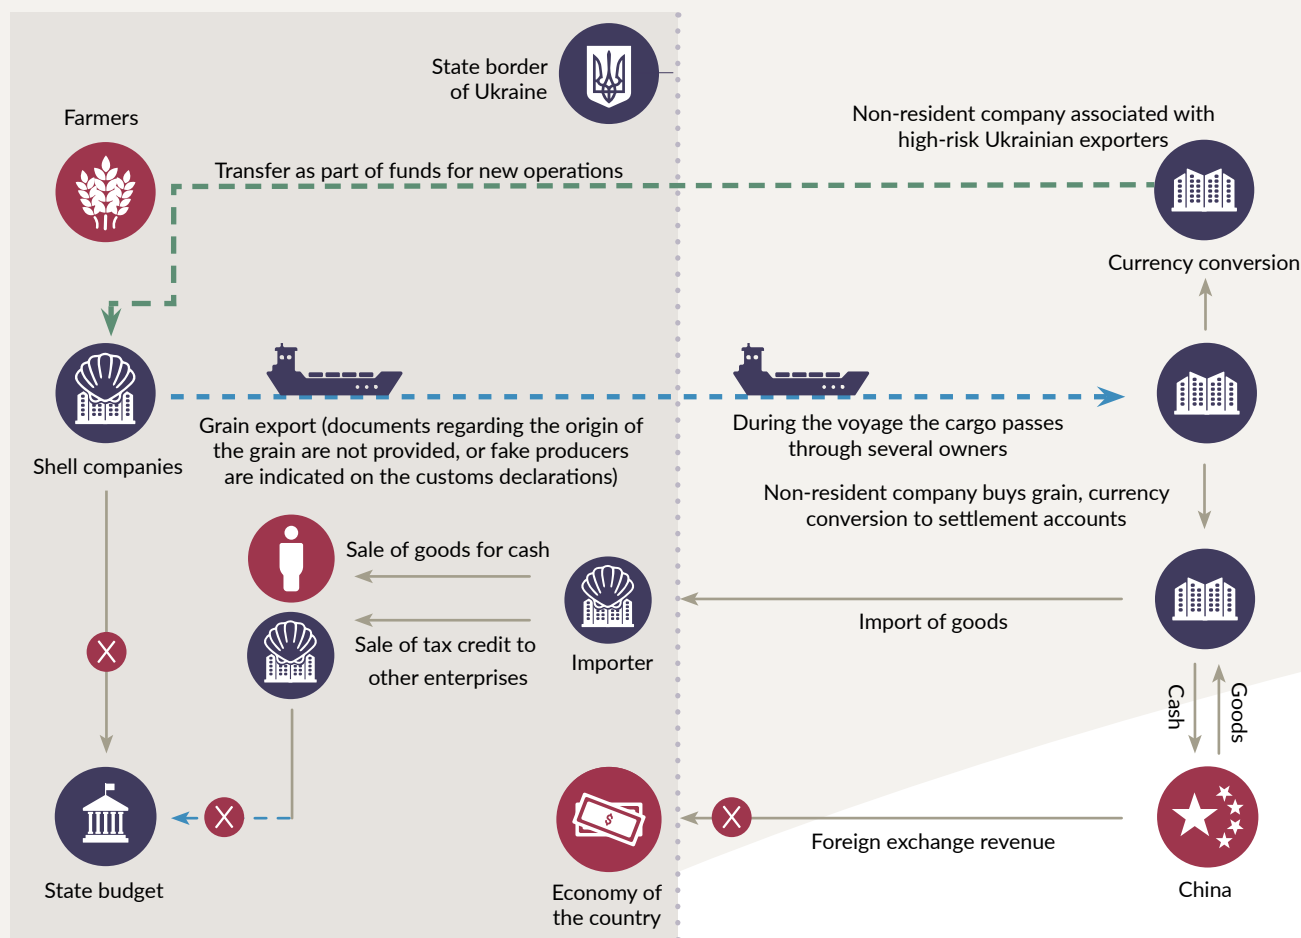 State border
of Ukraine
Farmers
Non-resident company associated with
high-risk Ukrainian exporters
Transfer as part of funds for new operations
Currency conversion
Grain export (documents regarding the origin of
the grain are not provided, or fake producers
are indicated on the customs declarations)
During the voyage the cargo passes
through several owners
Shell companies
Non-resident company buys grain, currency
conversion to settlement accounts
Sale of goods for cash
Import of goods
Sale of tax credit to
other enterprises
Importer
Cash
Goods
$
Foreign exchange revenue
State budget
Economy of
the country
China